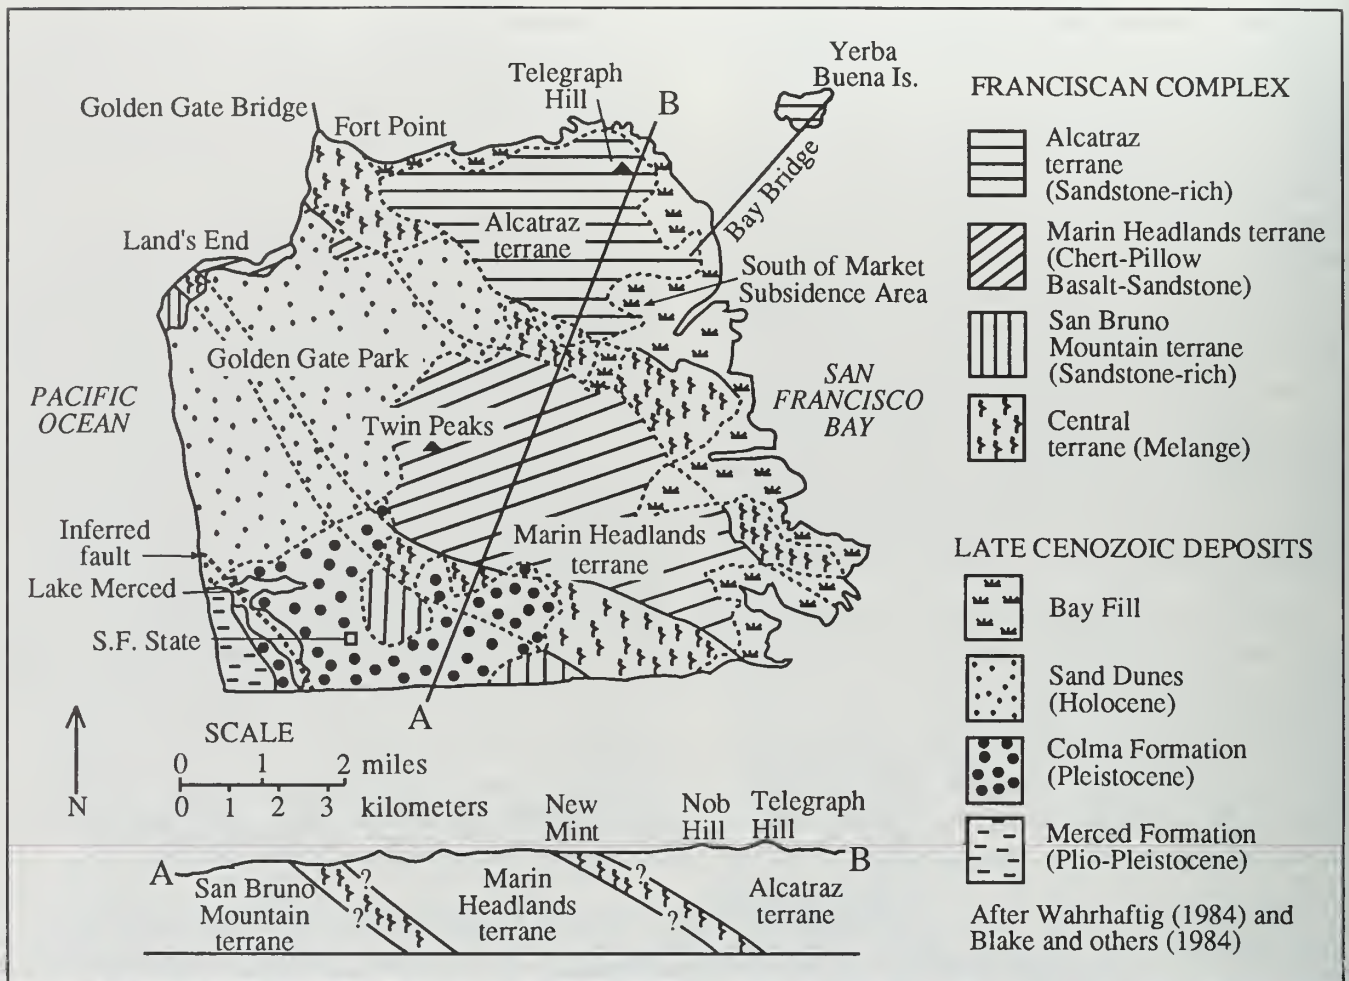 Yerba
Buena Is.
Telegraph
Hill
B
Golden Gate Bridge
Fort Point
Bay Bridge
Alcatraz
terrane
Land's End
South of Market
Subsidence Area
Golden Gate Park
PACIFIC
OCEAN
SAN
FRANCISCO
BAY
Twin Peaks
Inferred
fault
Marin Headlands
terrane
Lake Merced
S.F. State
A
N
SCALE
0 1 2 miles
0 1 2 3 kilometers
FRANCISCAN COMPLEX
Alcatraz
terrane
(Sandstone-rich)
Marin Headlands terrane
(Chert-Pillow
Basalt-Sandstone)
San Bruno
Mountain terrane
(Sandstone-rich)
Central
terrane (Melange)
LATE CENOZOIC DEPOSITS
Bay Fill
Sand Dunes
(Holocene)
Colma Formation
(Pleistocene)
Merced Formation
(Plio-Pleistocene)
After Wahrhaftig (1984) and
Blake and others (1984)
New
Mint
Nob
Hill
Telegraph
Hill
A
B
San Bruno
Mountain
terrane
?
?
Marin
Headlands
terrane
?
?
Alcatraz
terrane